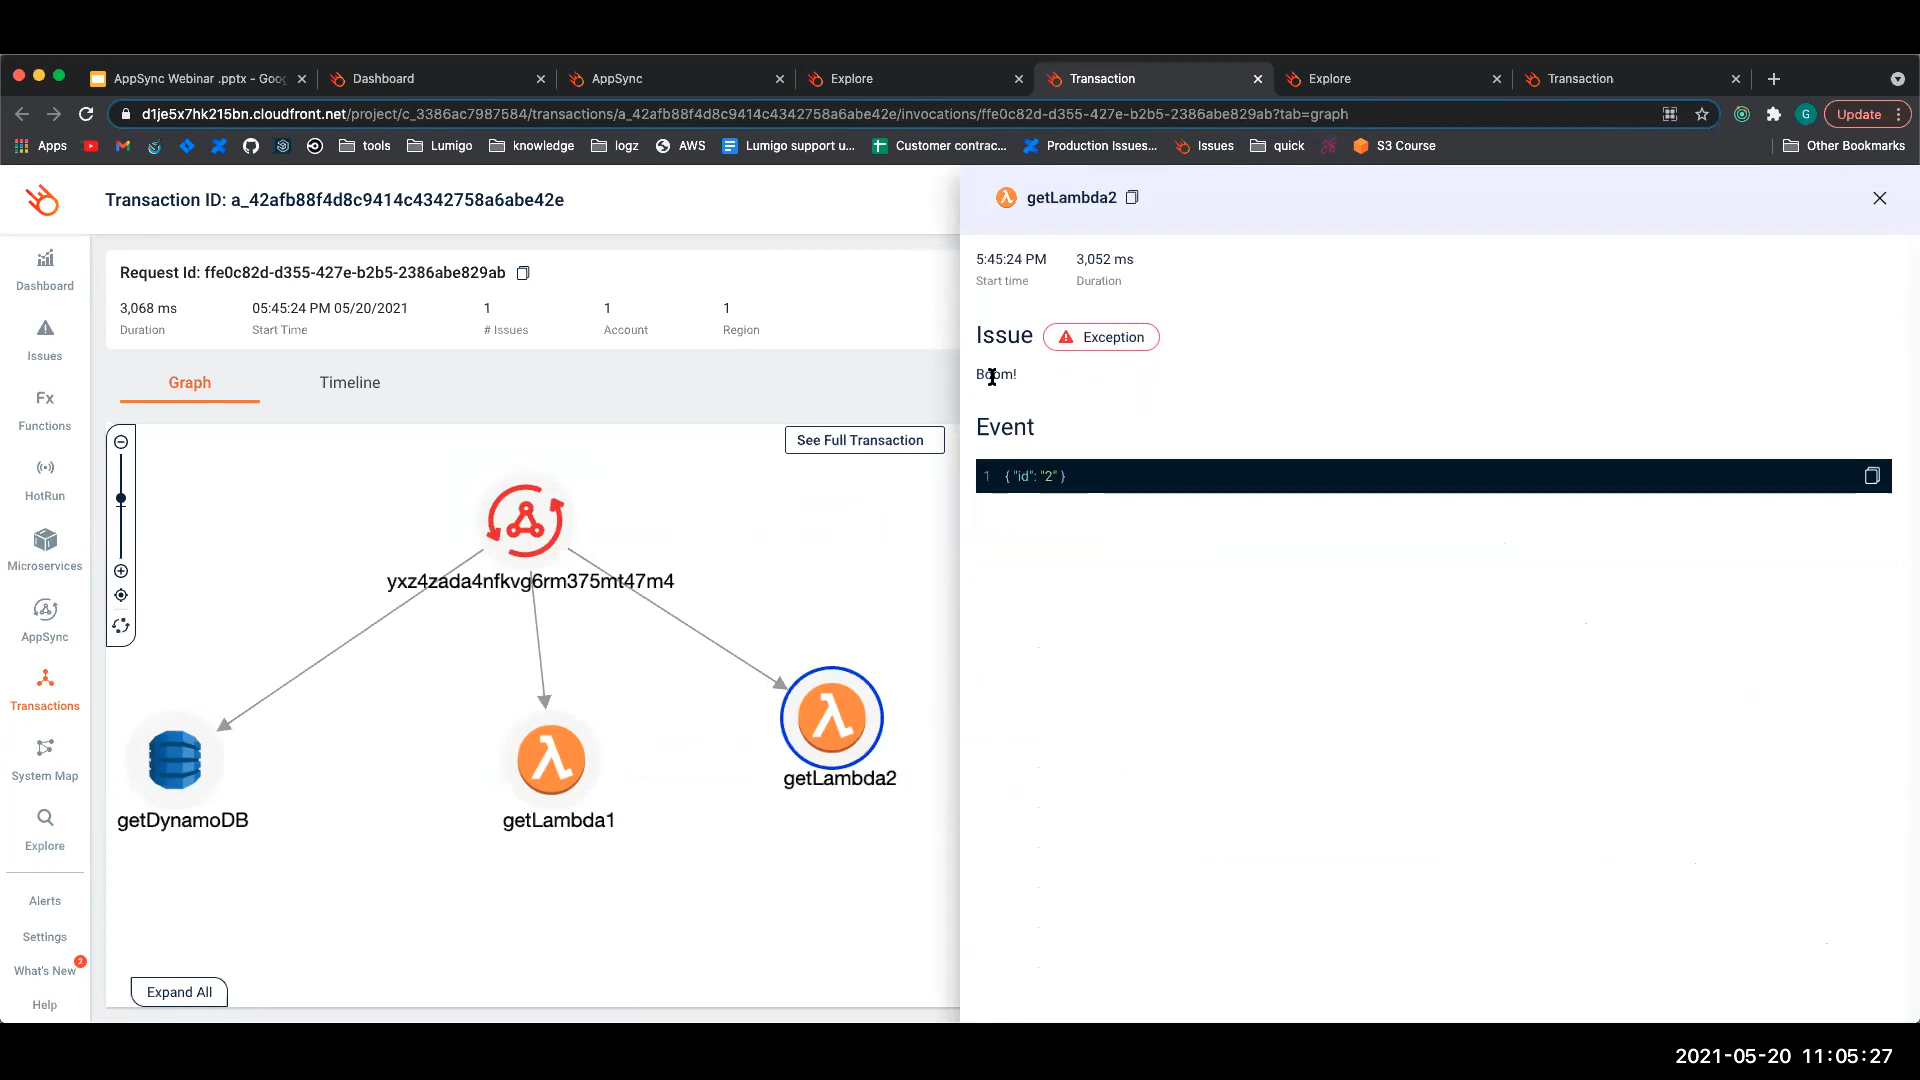 AppSync Webinar .pptx - Goo
Dashboard
AppSync
Explore
Transaction
Explore
Transaction
d1je5x7hk215bn.cloudfront.net/project/c_3386ac7987584/transactions/a_42afb88f4d8c9414c4342758a6abe42e/invocations/ffe0c82d-d355-427e-b2b5-2386abe829ab?tab=graph
G
Update
Apps
tools
Lumigo
knowledge
logz
AWS
Lumigo support u...
Customer contrac...
Production Issues...
Issues
quick
S3 Course
Other Bookmarks
Transaction ID: a_42afb88f4d8c9414c4342758a6abe42e
Dashboard
Issues
Fx
Functions
HotRun
Microservices
AppSync
Transactions
System Map
Explore
Alerts
Settings
What's New
2
Help
Request Id: ffe0c82d-d355-427e-b2b5-2386abe829ab
3,068 ms
05:45:24 PM 05/20/2021
1
1
1
Duration
Start Time
# Issues
Account
Region
Graph
Timeline
See Full Transaction
yxz4zada4nfkvg6rm375mt47m4
getDynamoDB
getLambda1
getLambda2
Expand All
getLambda2
5:45:24 PM
3,052 ms
Start time
Duration
Issue
Exception
Boom!
Event
1 { "id": "2" }
2021-05-20 11:05:27